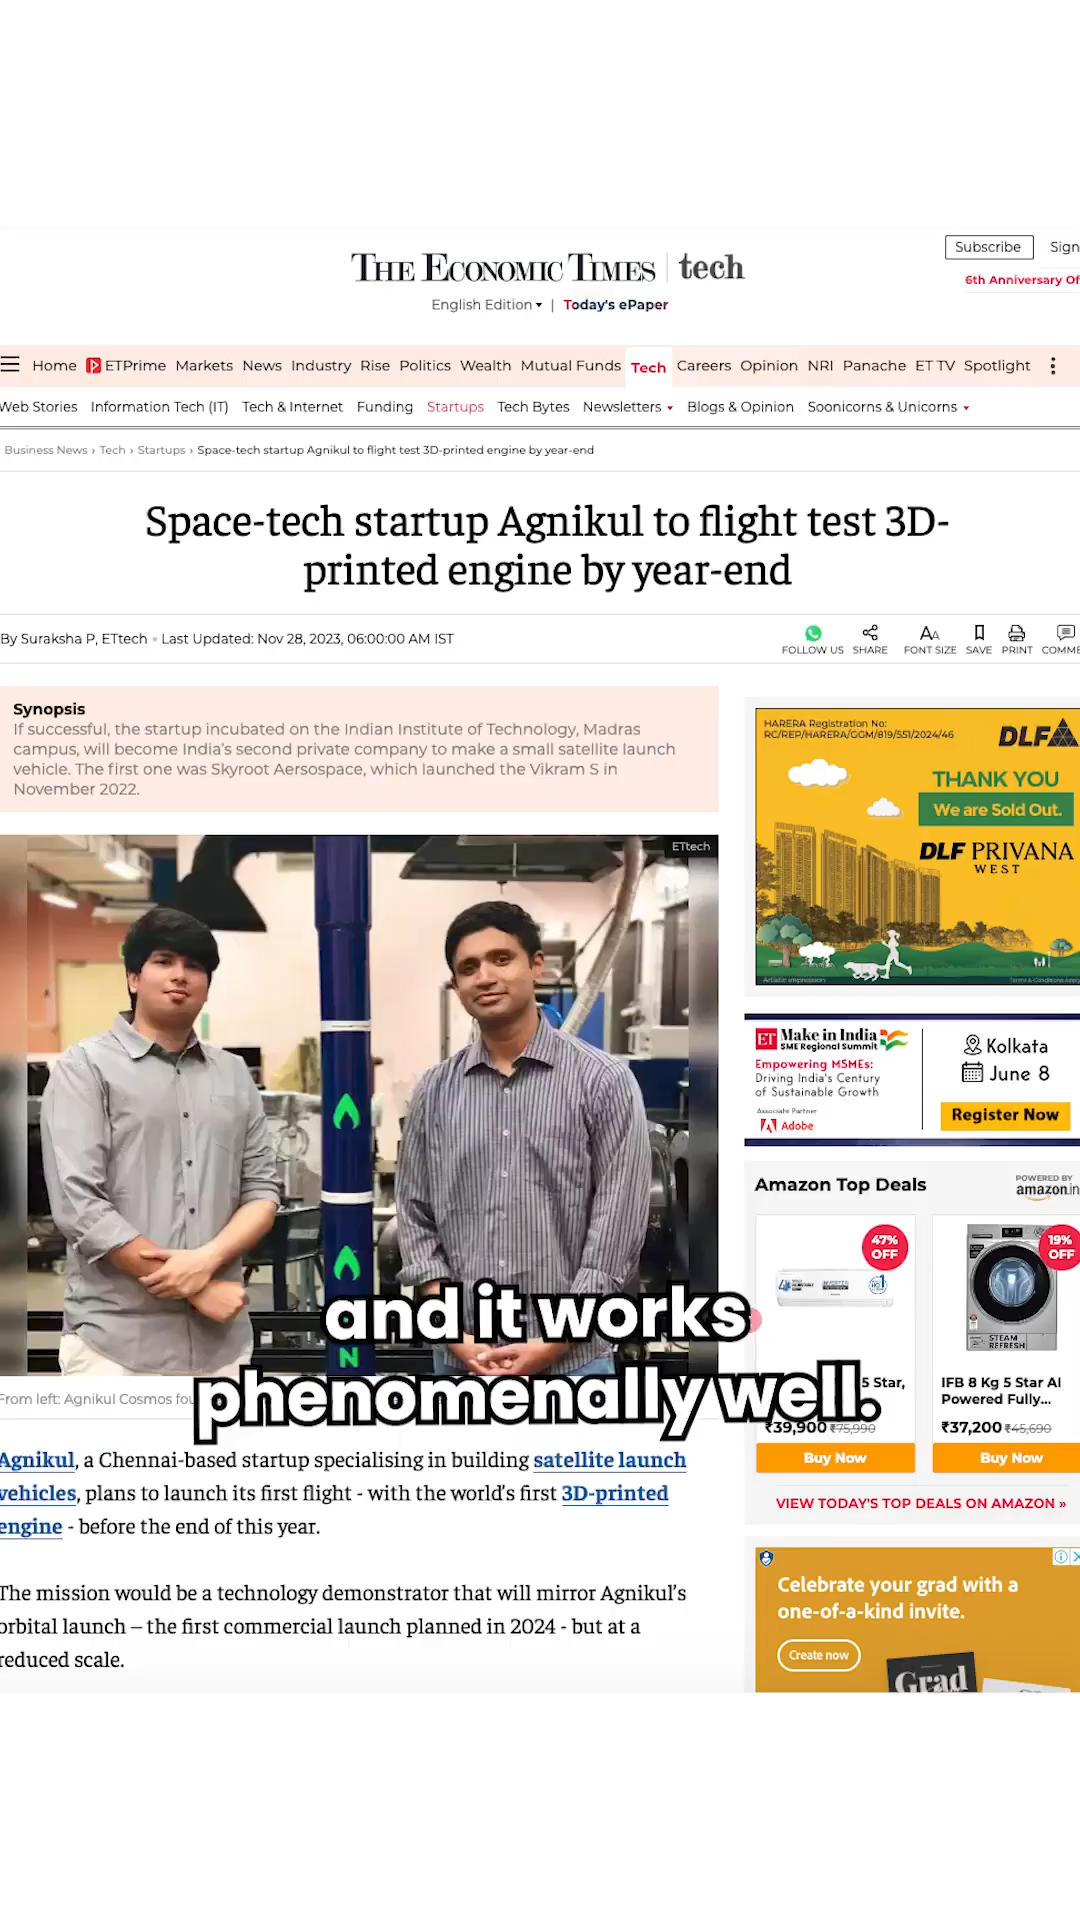 Subscribe Sign
THE ECONOMIC TIMES | tech
6th Anniversary Of
English Edition | Today's ePaper
Home ETPrime Markets News Industry Rise Politics Wealth Mutual Funds Tech Careers Opinion NRI Panache ET TV Spotlight
Web Stories Information Tech (IT) Tech & Internet Funding Startups Tech Bytes Newsletters Blogs & Opinion Soonicorns & Unicorns
Business News › Tech › Startups › Space-tech startup Agnikul to flight test 3D-printed engine by year-end
Space-tech startup Agnikul to flight test 3D-
printed engine by year-end
By Suraksha P, ETtech • Last Updated: Nov 28, 2023, 06:00:00 AM IST
FOLLOW US SHARE FONT SIZE SAVE PRINT COMME
Synopsis
If successful, the startup incubated on the Indian Institute of Technology, Madras
campus, will become India's second private company to make a small satellite launch
vehicle. The first one was Skyroot Aersospace, which launched the Vikram S in
November 2022.
HARERA Registration No:
RC/REP/HARERA/GGM/819/551/2024/46
DLF
THANK YOU
We are Sold Out.
DLF PRIVANA
WEST
Artistic impression
ETtech
N
ET Make in India
SME Regional Summit
Empowering MSMEs:
Driving India's Century
of Sustainable Growth
Associate Partner
Adobe
Kolkata
June 8
Register Now
Amazon Top Deals
POWERED BY
amazon.in
47%
OFF
19%
OFF
STEAM
REFRESH
and it works
phenomenally well.
From left: Agnikul Cosmos fou
5 Star,
₹39,900 ₹75,990
Buy Now
IFB 8 Kg 5 Star AI
Powered Fully...
₹37,200 ₹45,690
Buy Now
VIEW TODAY'S TOP DEALS ON AMAZON »
Agnikul, a Chennai-based startup specialising in building satellite launch
vehicles, plans to launch its first flight - with the world's first 3D-printed
engine - before the end of this year.
The mission would be a technology demonstrator that will mirror Agnikul's
orbital launch – the first commercial launch planned in 2024 - but at a
reduced scale.
Celebrate your grad with a
one-of-a-kind invite.
Create now
Grad